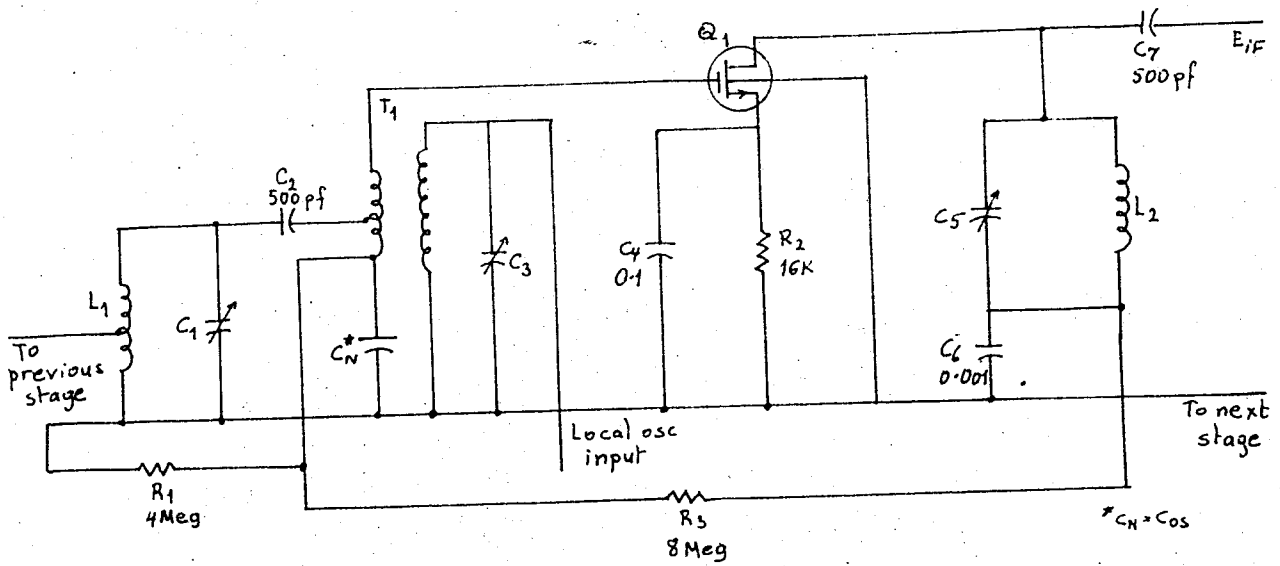 Q1
C7
500pf
EiF
T1
C2
500pf
C5
L2
L1
C1
C3
C4
0.1
R2
16K
CN*
C6
0.001
To
previous
stage
Local osc
input
To next
stage
R1
4Meg
R3
8Meg
*CN=COS